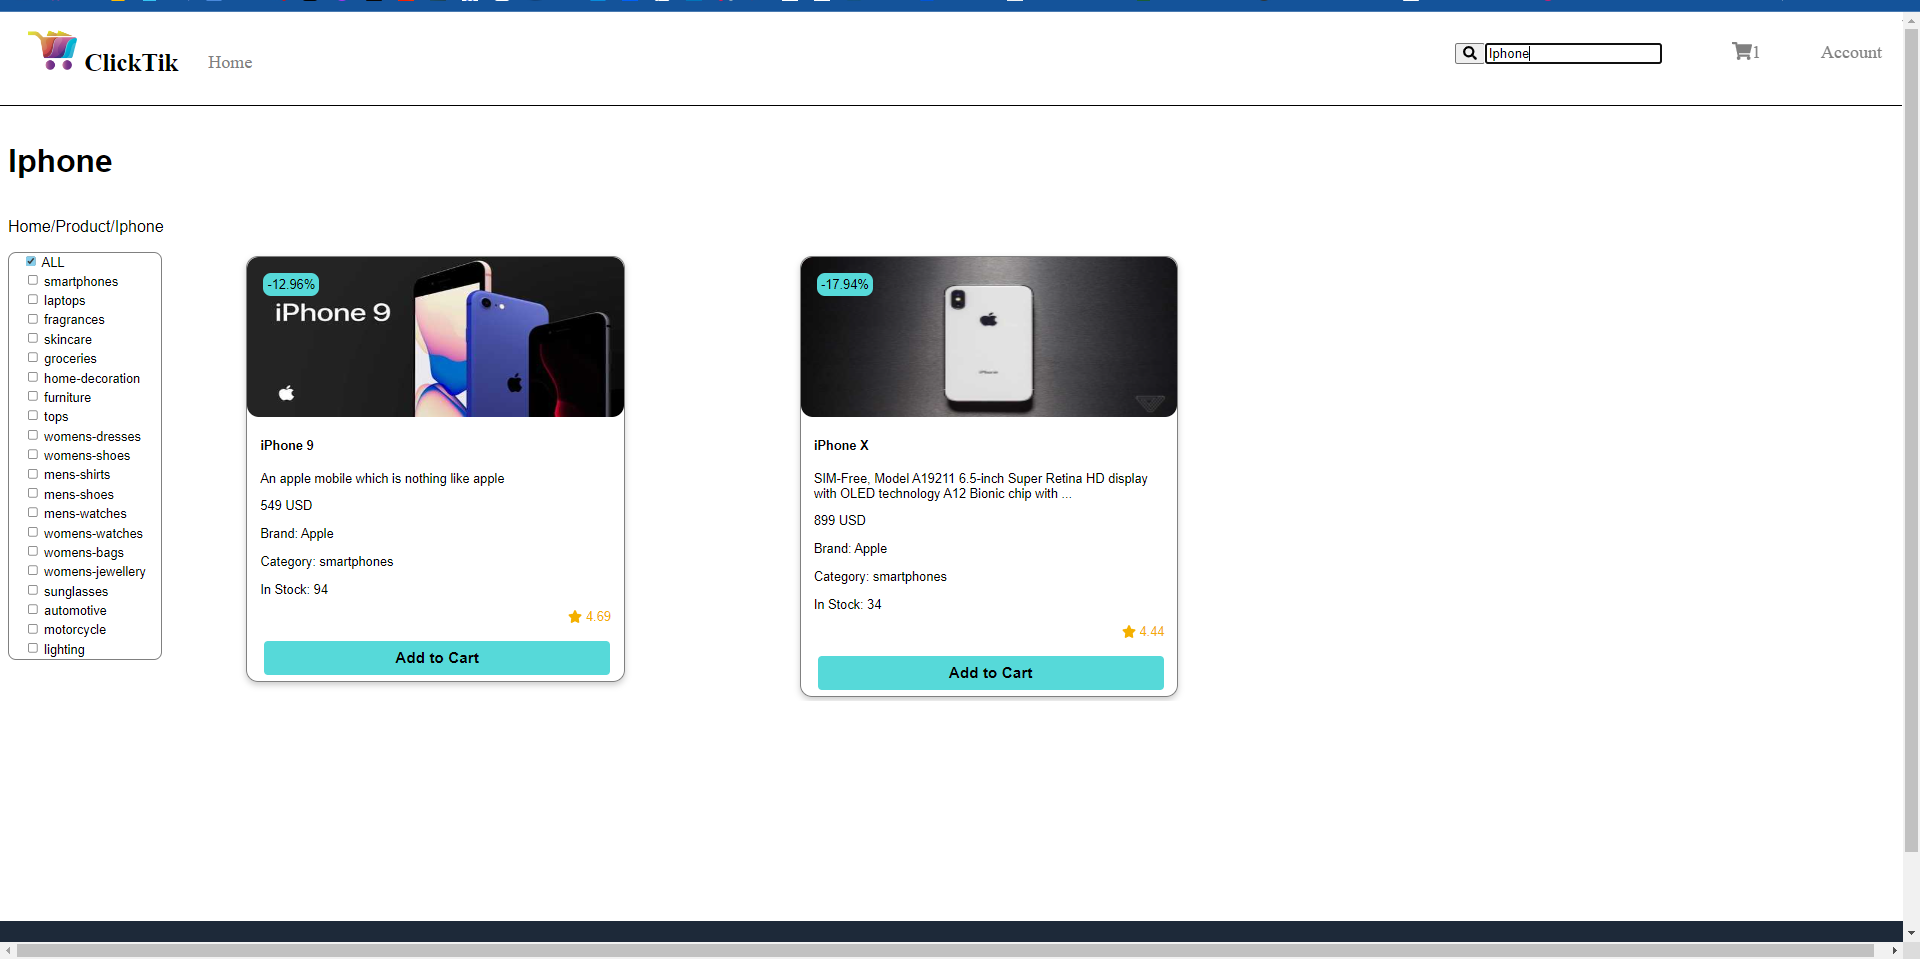 ClickTik
Home
Iphone
1
Account
Iphone
Home/Product/Iphone
ALL
smartphones
laptops
fragrances
skincare
groceries
home-decoration
furniture
tops
womens-dresses
womens-shoes
mens-shirts
mens-shoes
mens-watches
womens-watches
womens-bags
womens-jewellery
sunglasses
automotive
motorcycle
lighting
-12.96%
iPhone 9
iPhone 9
An apple mobile which is nothing like apple
549 USD
Brand: Apple
Category: smartphones
In Stock: 94
4.69
Add to Cart
-17.94%
iPhone X
SIM-Free, Model A19211 6.5-inch Super Retina HD display
with OLED technology A12 Bionic chip with ...
899 USD
Brand: Apple
Category: smartphones
In Stock: 34
4.44
Add to Cart